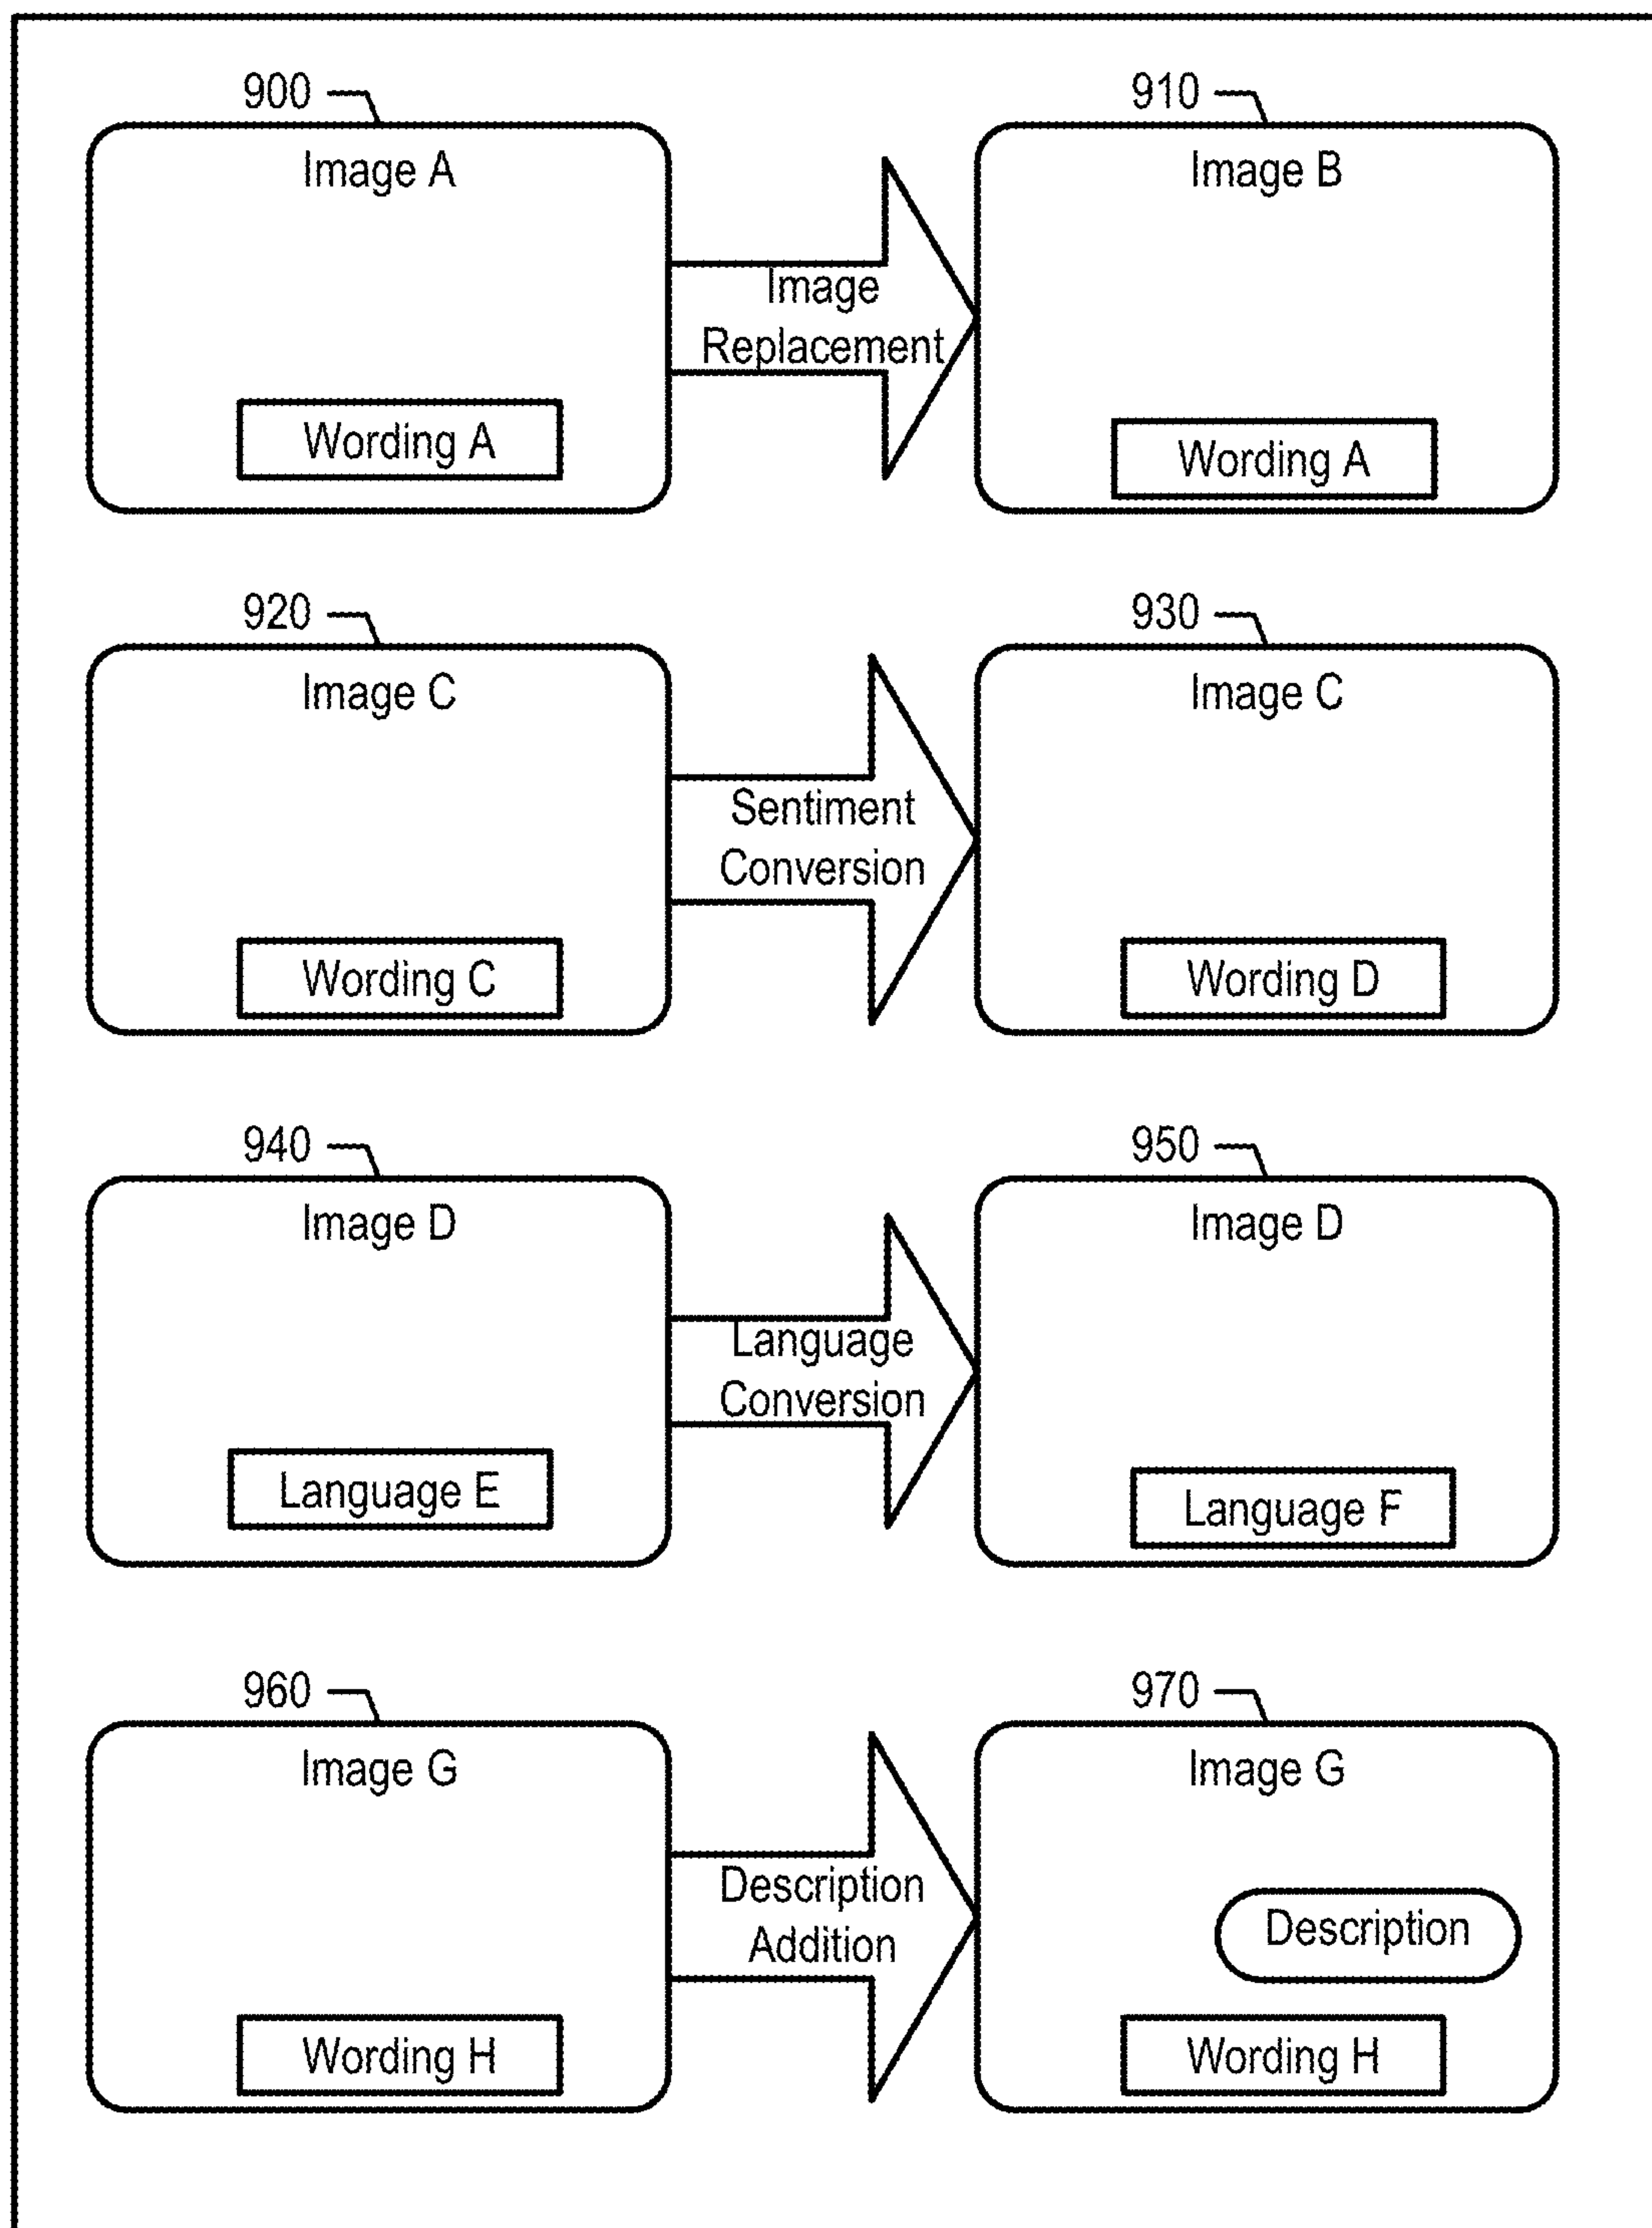 900
910
Image A
Image B
Image
Replacement
Wording A
Wording A
920
930
Image C
Image C
Sentiment
Conversion
Wording C
Wording D
940
950
Image D
Image D
Language
Conversion
Language E
Language F
960
970
Image G
Image G
Description
Addition
Description
Wording H
Wording H